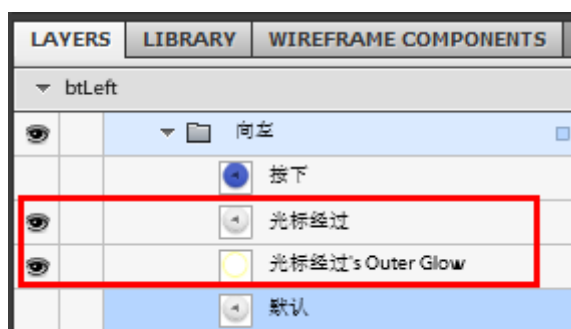 LAYERS LIBRARY WIREFRAME COMPONENTS
btLeft
向左
按下
光标经过
光标经过's Outer Glow
默认